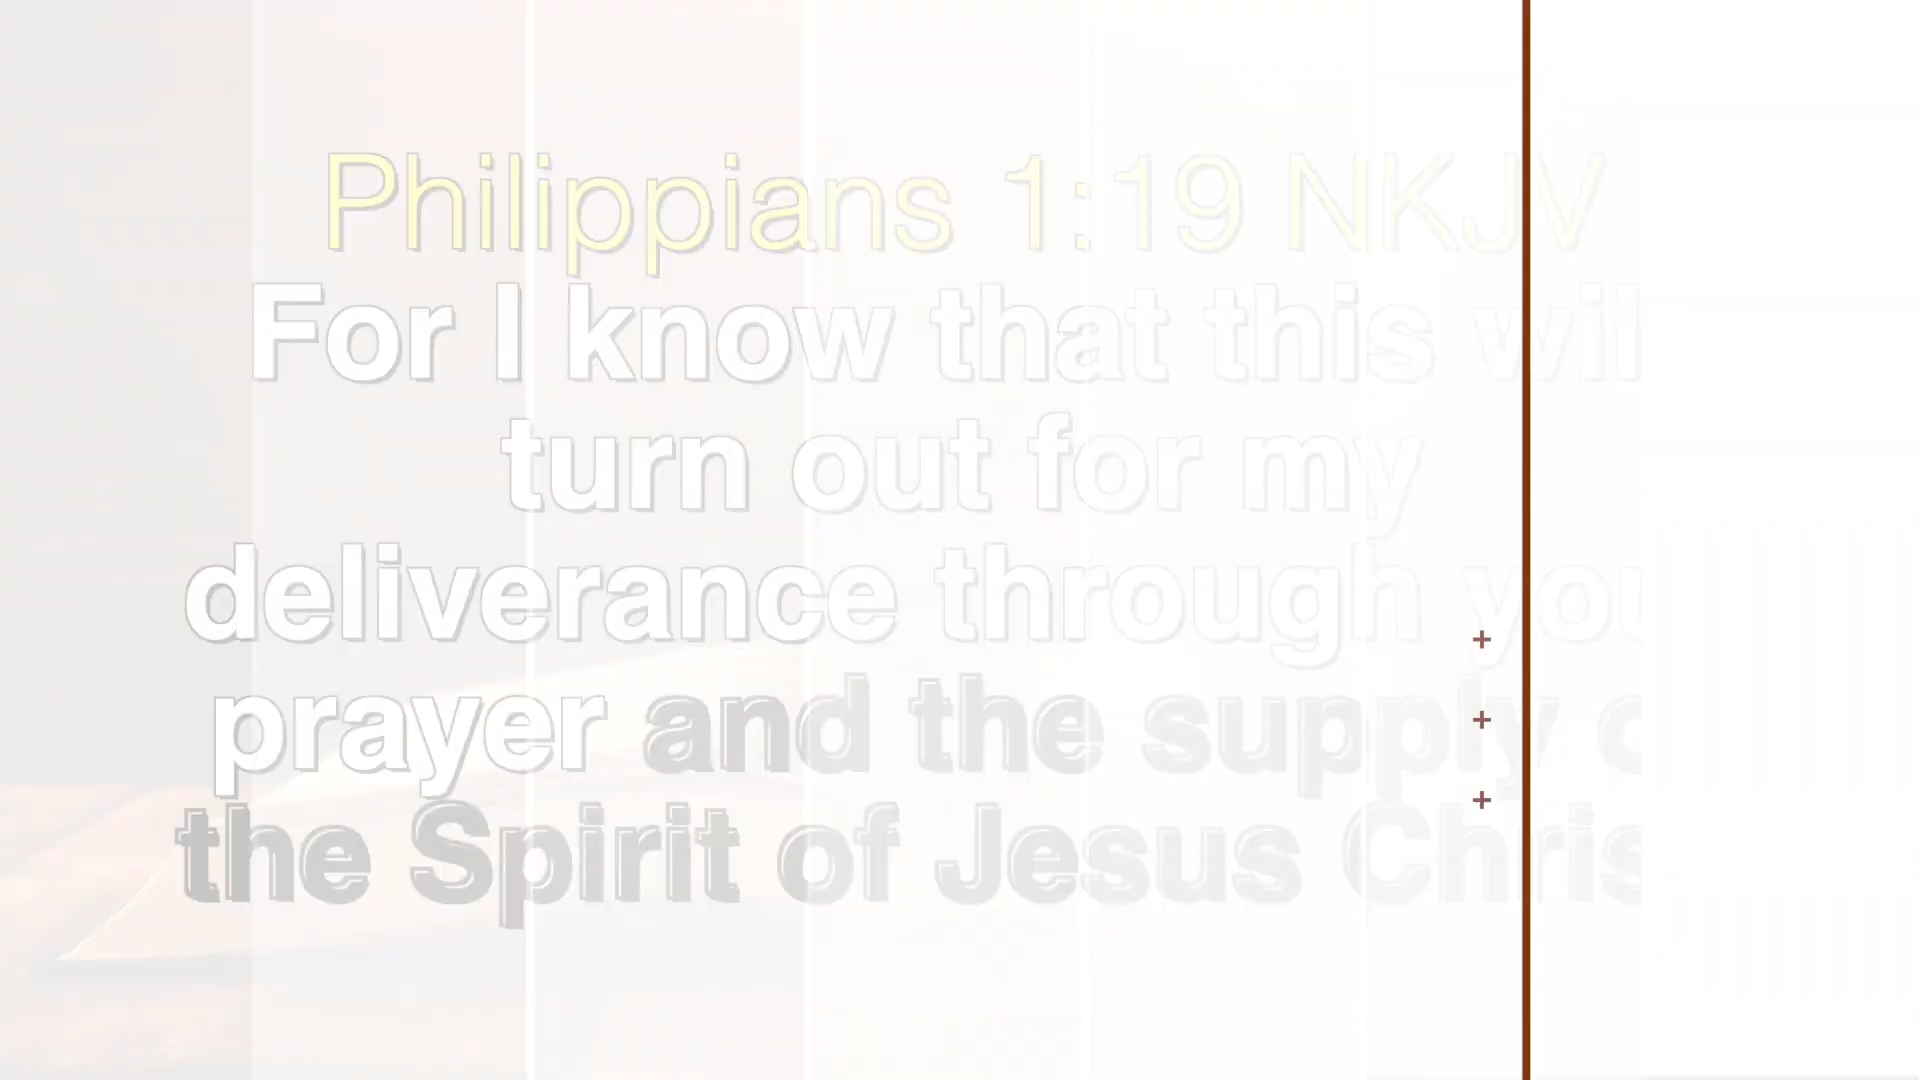 Philippians 1:19 NKJV
For I know that this wil
turn out for my
deliverance through you
prayer and the supply o
the Spirit of Jesus Chris